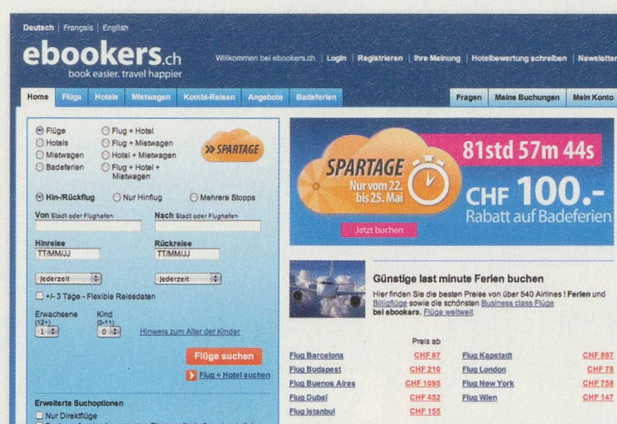 Deutsch | Français | English
ebookers.ch
book easier. travel happier
Willkommen bei ebookers.ch | Login | Registrieren | Ihre Meinung | Hotelbewertung schreiben | Newsletter
Home Flüge Hotels Mietwagen Kombi-Reisen Angebote Badeferien Fragen Meine Buchungen Mein Konto
Flüge
Hotels
Mietwagen
Badeferien
Flug + Hotel
Flug + Mietwagen
Hotel + Mietwagen
Flug + Hotel +
Mietwagen
SPARTAGE
Hin-/Rückflug Nur Hinflug Mehrere Stopps
Von Stadt oder Flughafen Nach Stadt oder Flughafen
Hinreise Rückreise
TT/MM/JJ TT/MM/JJ
jederzeit jederzeit
+/- 3 Tage - Flexible Reisedaten
Erwachsene Kind
(12+) (0-11)
1 0 Hinweis zum Alter der Kinder
Flüge suchen
Flug + Hotel suchen
Erweiterte Suchoptionen
Nur Direktflüge
SPARTAGE
Nur vom 22.
bis 25. Mai
81std 57m 44s
CHF 100.-
Rabatt auf Badeferien
Jetzt buchen
Günstige last minute Ferien buchen
Hier finden Sie die besten Preise von über 540 Airlines ! Ferien und
Billigflüge sowie die schönsten Business class Flüge
bei ebookers. Flüge weltweit
Preis ab
Flug Barcelona CHF 87 Flug Kapstadt CHF 887
Flug Budapest CHF 210 Flug London CHF 78
Flug Buenos Aires CHF 1095 Flug New York CHF 758
Flug Dubel CHF 452 Flug Wien CHF 147
Flug Istanbul CHF 155